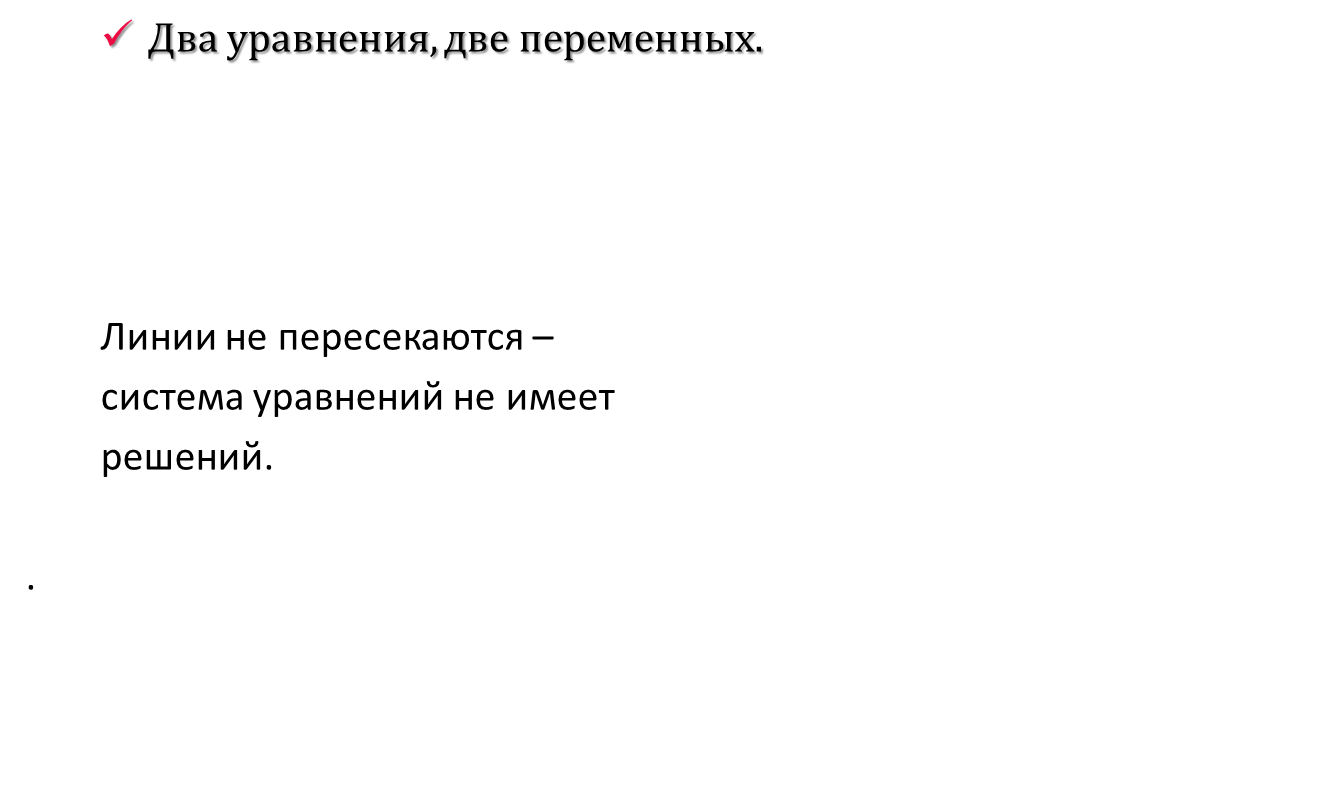 ✓ Два уравнения, две переменных.
Линии не пересекаются –
система уравнений не имеет
решений.
.